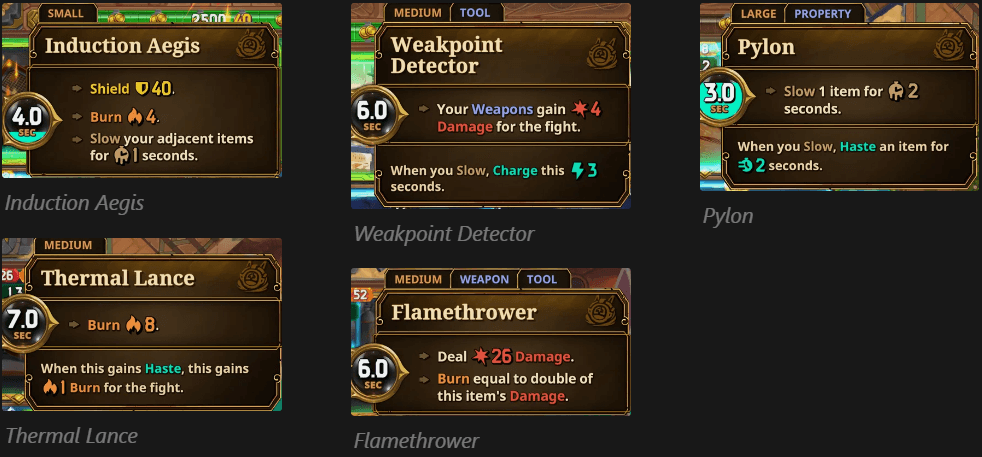 SMALL
2500 40
Induction Aegis
4.0
SEC
Shield 40.
Burn 4.
Slow your adjacent items
for 1 seconds.
Induction Aegis
MEDIUM TOOL
Weakpoint
Detector
6.0
SEC
Your Weapons gain 4
Damage for the fight.
When you Slow, Charge this 3
seconds.
Weakpoint Detector
LARGE PROPERTY
8
2
Pylon
3.0
SEC
Slow 1 item for 2
seconds.
When you Slow, Haste an item for
2 seconds.
Pylon
MEDIUM
26
13
Thermal Lance
7.0
SEC
Burn 8.
When this gains Haste, this gains
1 Burn for the fight.
Thermal Lance
MEDIUM WEAPON TOOL
52
Flamethrower
6.0
SEC
Deal 26 Damage.
Burn equal to double of
this item's Damage.
Flamethrower